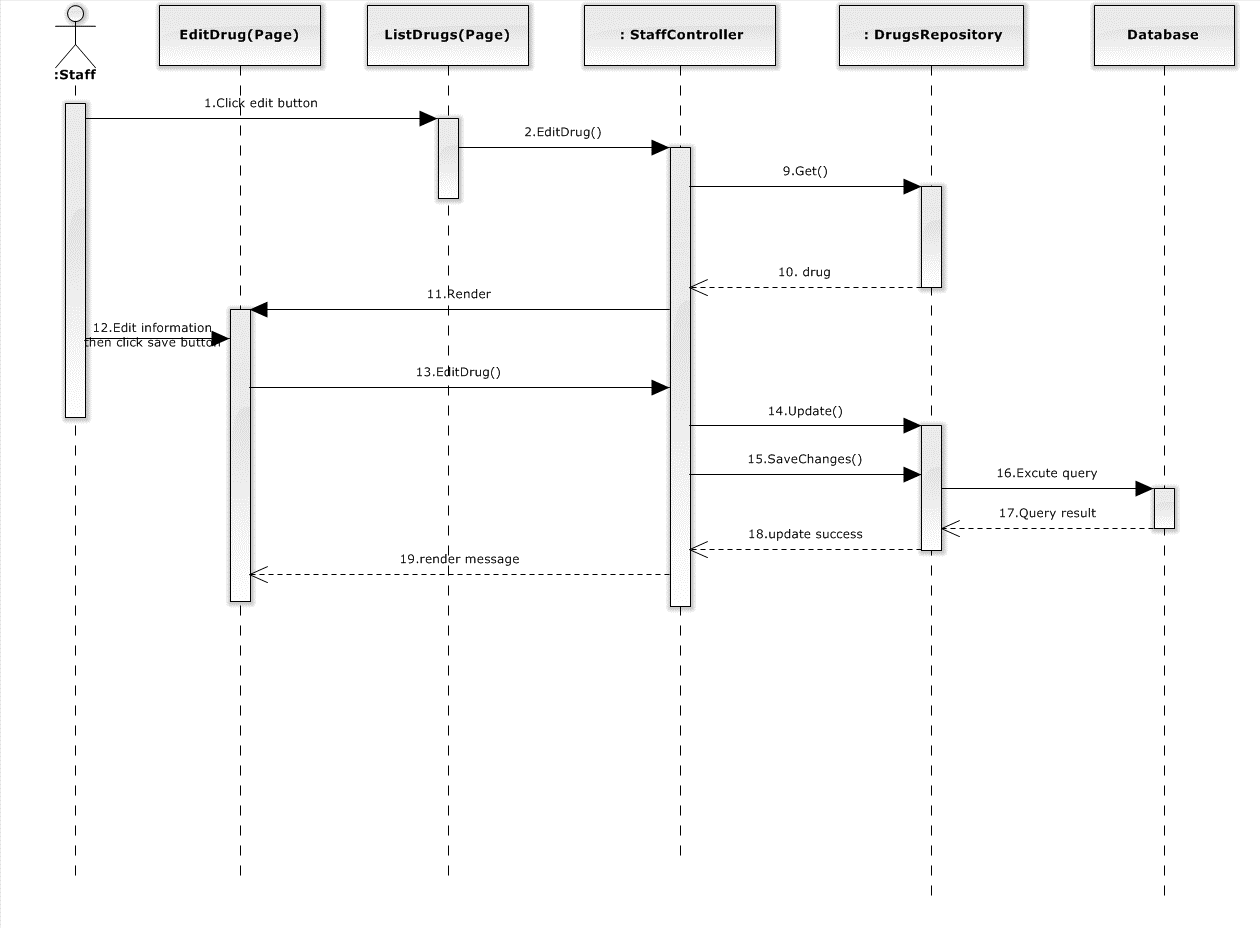 :Staff
EditDrug(Page)
ListDrugs(Page)
: StaffController
: DrugsRepository
Database
1.Click edit button
2.EditDrug()
9.Get()
10. drug
11.Render
12.Edit information
then click save button
13.EditDrug()
14.Update()
15.SaveChanges()
16.Excute query
17.Query result
18.update success
19.render message